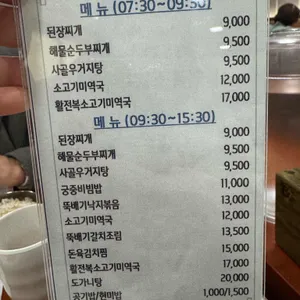 메 뉴 (07:30~09:30)
된장찌개 9,000
해물순두부찌개 9,500
사골우거지탕 9,500
소고기미역국 12,000
활전복소고기미역국 17,000
메 뉴 (09:30~15:30)
된장찌개 9,000
해물순두부찌개 9,500
사골우거지탕 9,500
궁중비빔밥 11,000
뚝배기낙지볶음 13,000
소고기미역국 12,000
뚝배기갈치조림 13,500
돈육김치찜 15,000
활전복소고기미역국 17,000
도가니탕 20,000
공기밥/현미밥 1,000/1,500